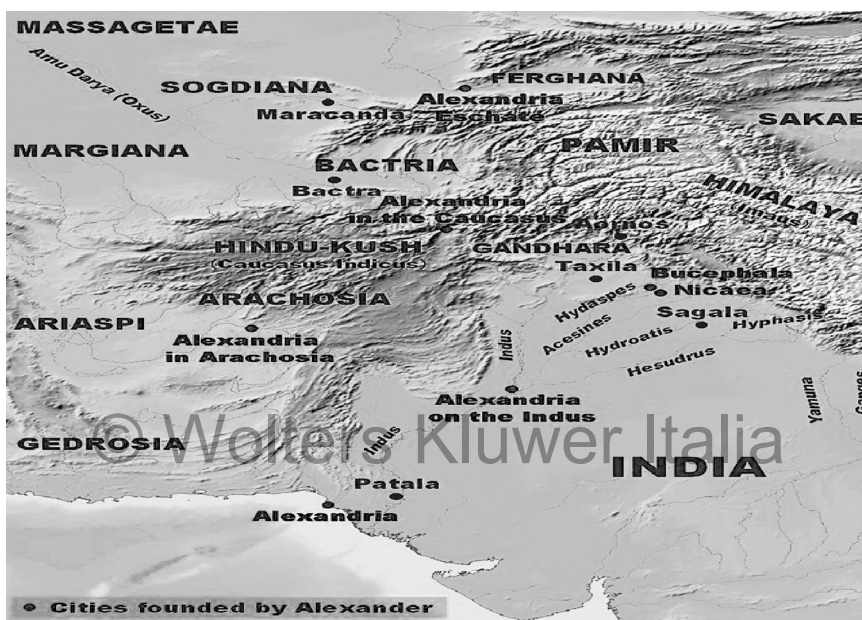 MASSAGETAE
Amu Darya (Oxus)
SOGDIANA
FERGHANA
Maracanda
Alexandria
Eschate
SAKAE
MARGIANA
PAMIR
BACTRIA
Bactra
HIMALAYA
(Imaus)
Alexandria
in the Caucasus
Aornos
HINDU-KUSH
(Caucasus Indicus)
GANDHARA
Taxila
Bucephala
Nicaea
ARACHOSIA
Hydaspes
Sagala
ARIASPI
Alexandria
in Arachosia
Indus
Acesines
Hydroatis
Hyphasis
Hesudrus
Alexandria
on the Indus
Yamuna
Ganges
GEDROSIA
Indus
© Wolters Kluwer Italia
INDIA
Patala
Alexandria
Cities founded by Alexander